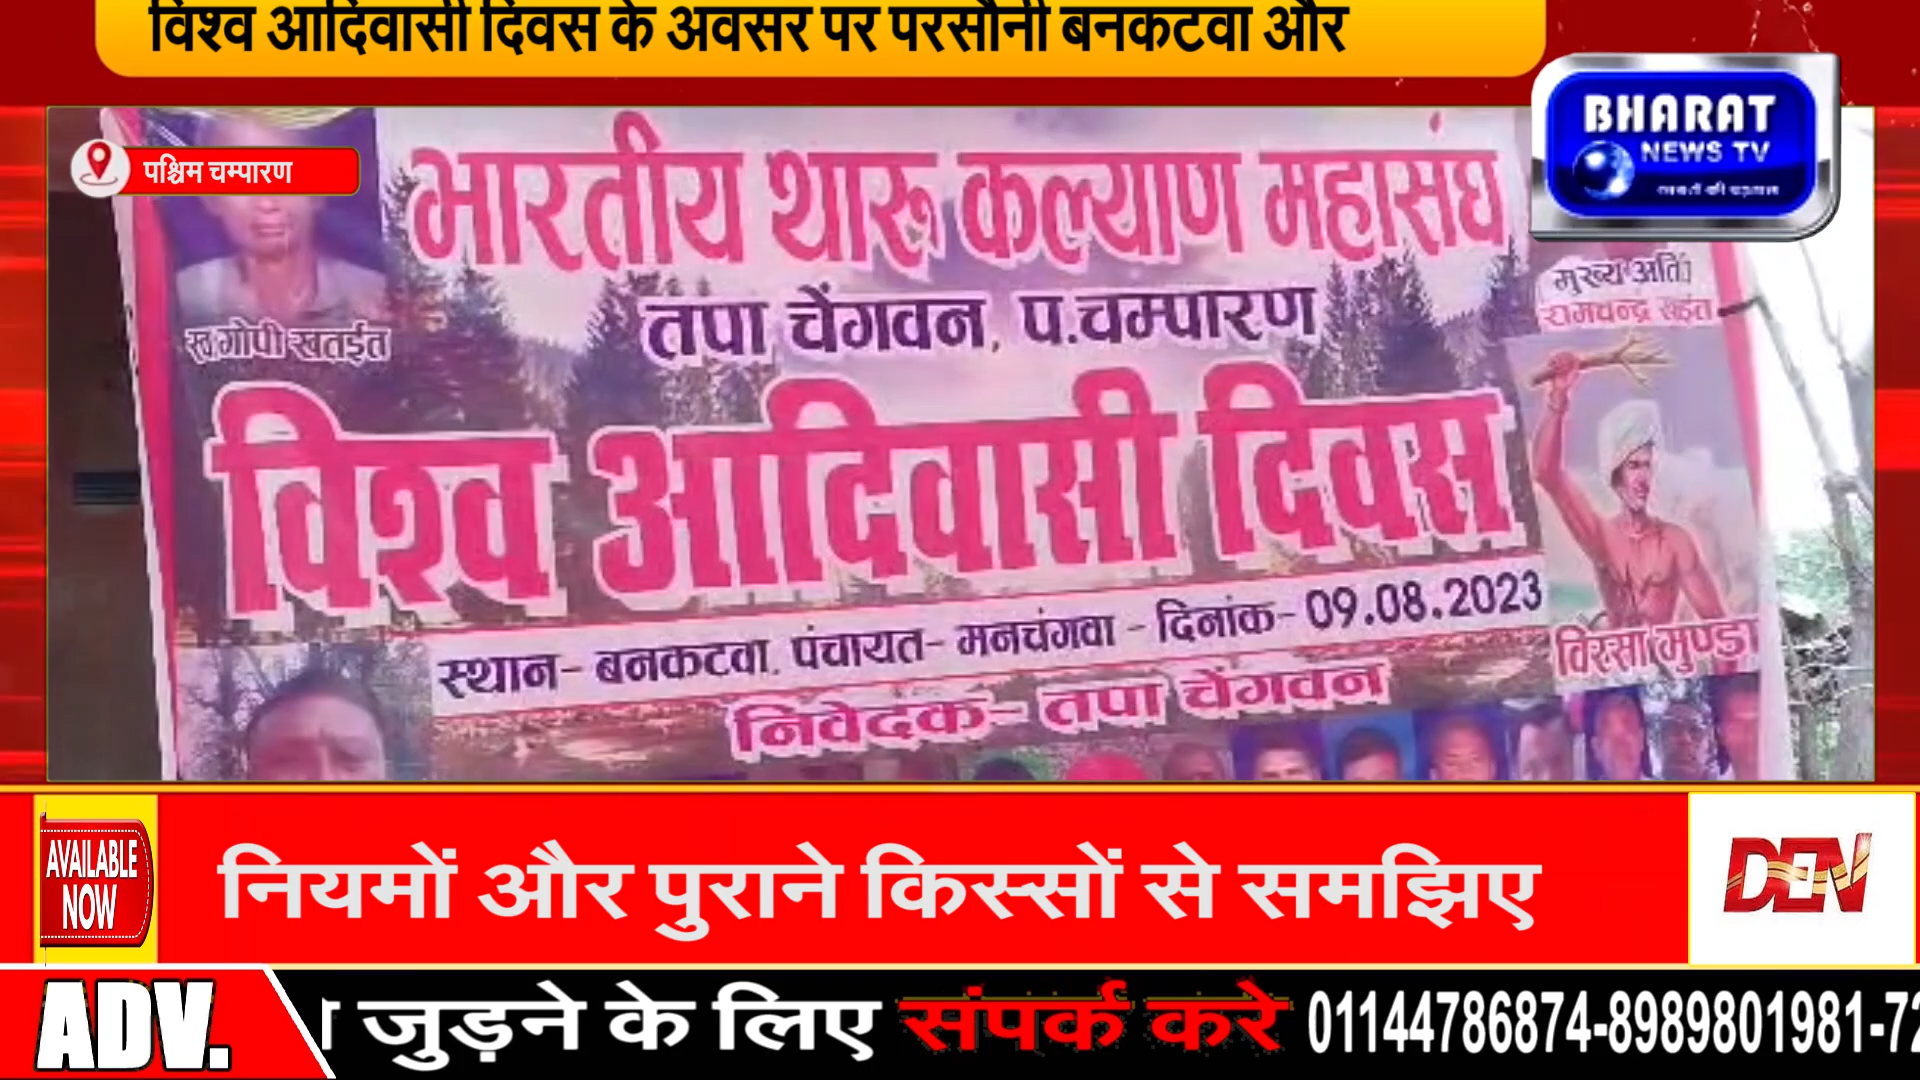 विश्व आदिवासी दिवस के अवसर पर परसौनी बनकटवा और
BHARAT
NEWS TV
पश्चिम चम्पारण
भारतीय थारू कल्याण महासंघ
तपा चेंगवन, प.चम्पारण
स्व.गोपी खतईत
मुख्य अति
रामचन्द्र खईत
विश्व आदिवासी दिवस
स्थान- बनकटवा, पंचायत- मनचंगवा - दिनांक- 09.08.2023
बिरसा मुण्डा
निवेदक- तपा चेंगवन
AVAILABLE
NOW
नियमों और पुराने किस्सों से समझिए
DEN
ADV.
जुड़ने के लिए संपर्क करे 01144786874-8989801981-72